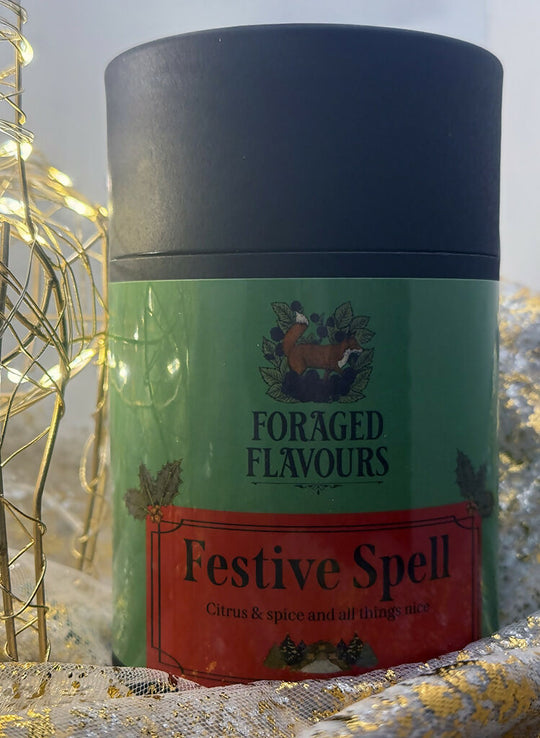 FORAGED
FLAVOURS
Festive Spell
Citrus & spice and all things nice